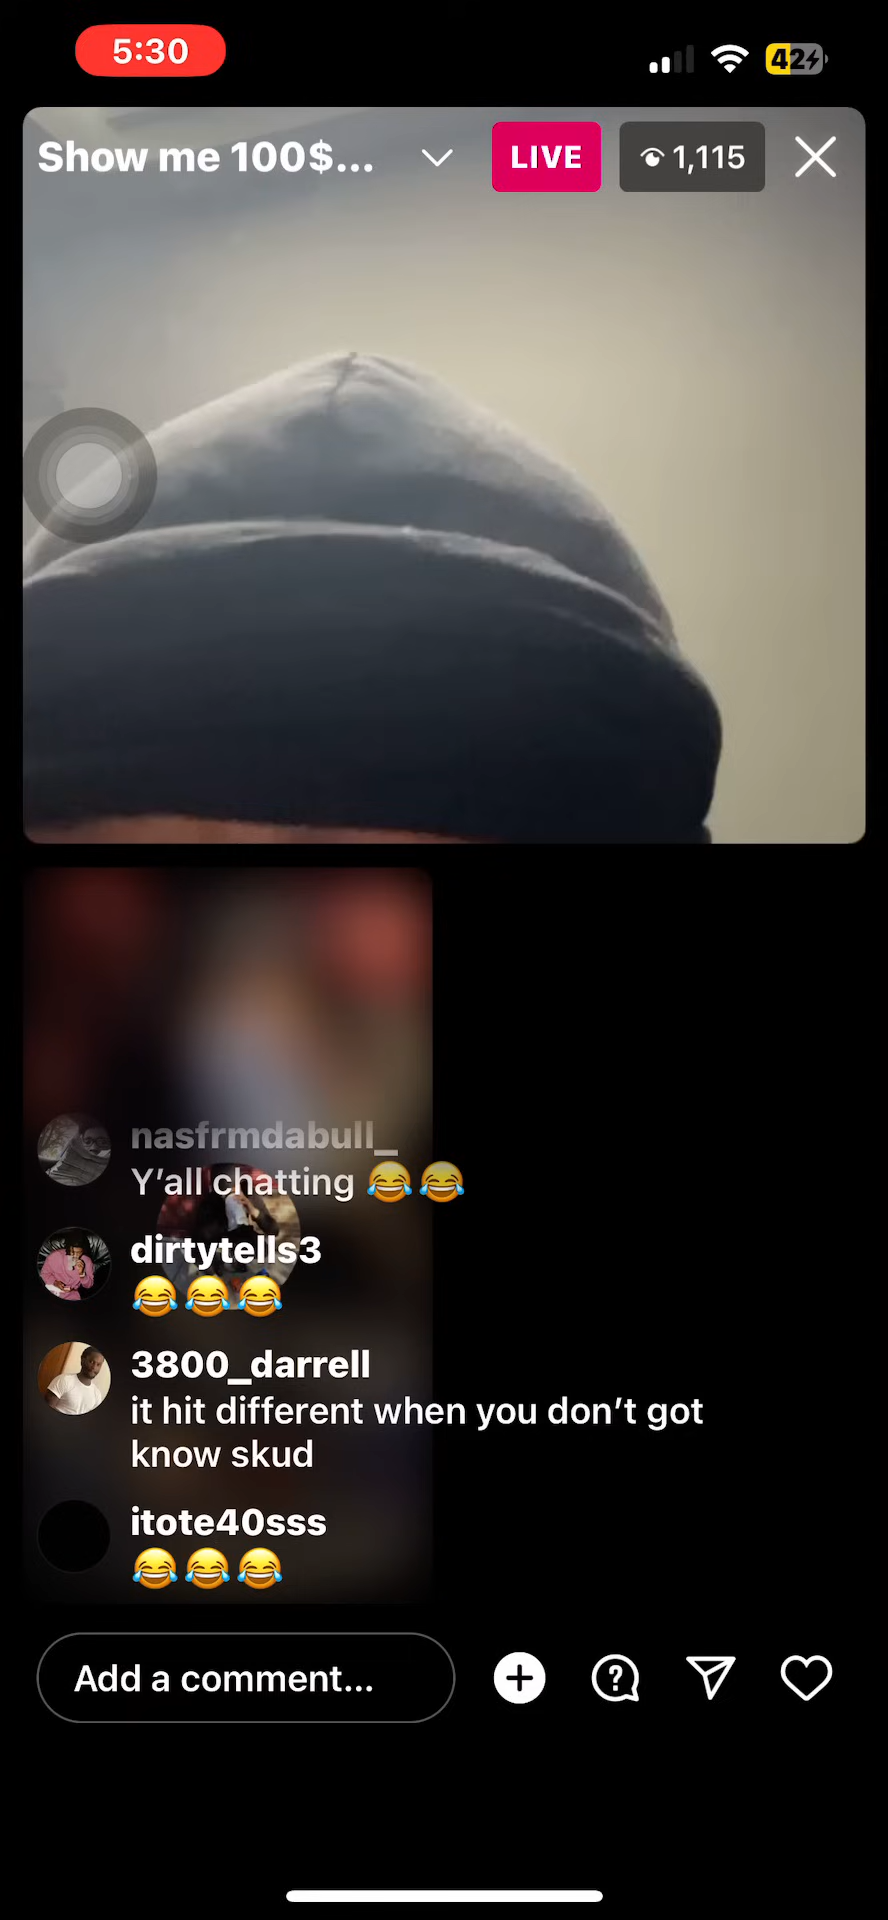 5:30
42
Show me 100$...
LIVE
1,115
nasfrmdabull_
Y’all chatting 😂😂
dirtytells3
😂😂😂
3800_darrell
it hit different when you don’t got
know skud
itote40sss
😂😂😂
Add a comment...